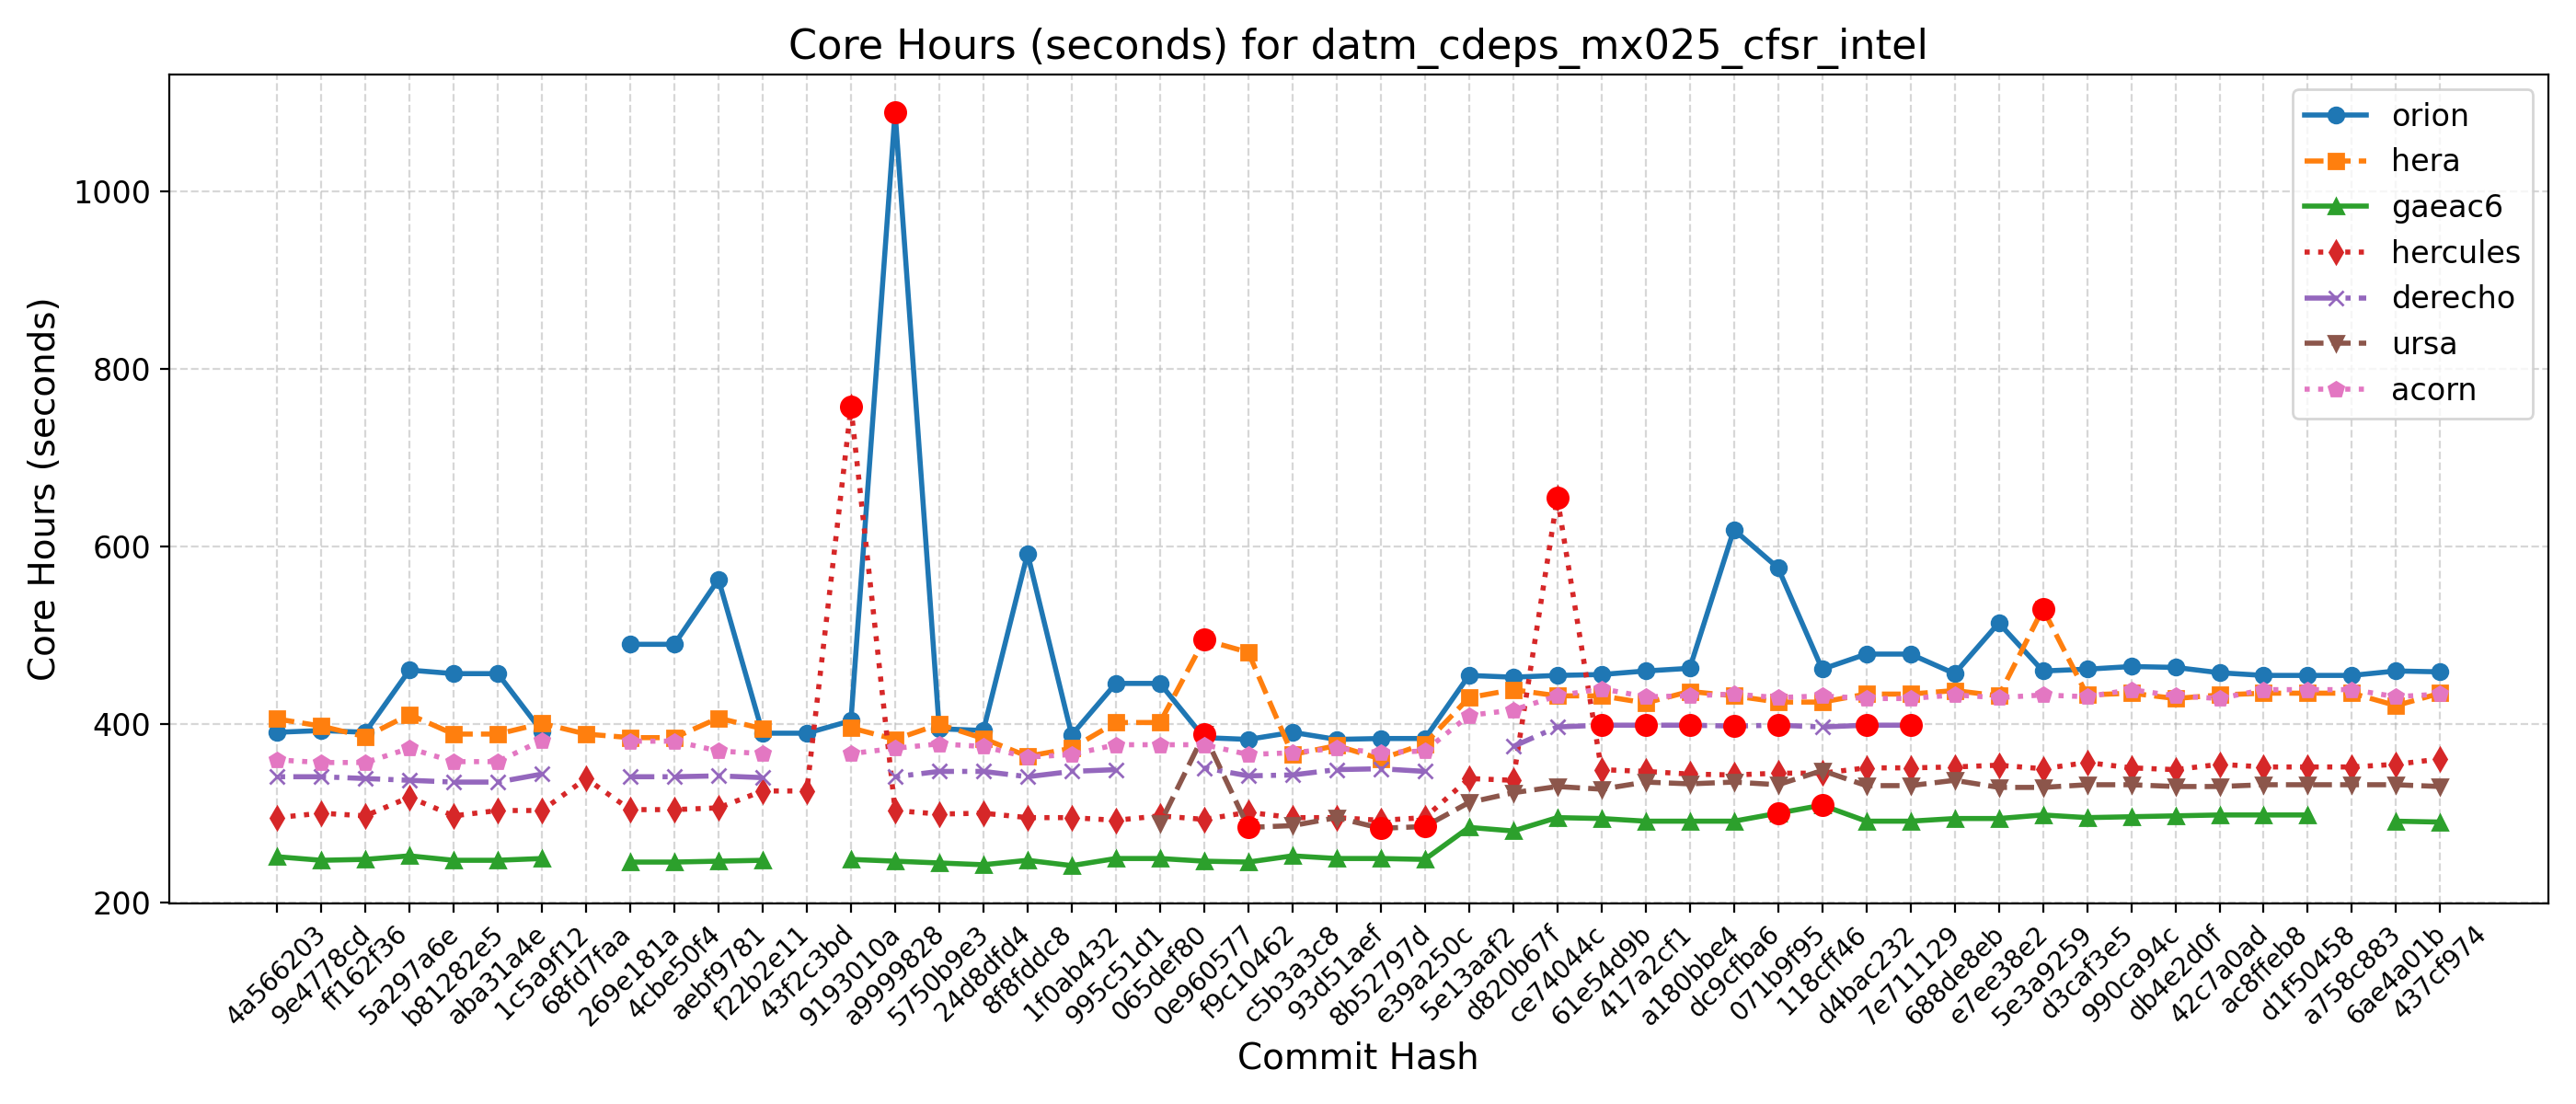 Core Hours (seconds) for datm_cdeps_mx025_cfsr_intel
Core Hours (seconds)
1000
800
600
400
200
orion
hera
gaeac6
hercules
derecho
ursa
acorn
4a566203
9e4778cd
ff162f36
5a297a6e
b81282e5
aba31a4e
1c5a9f12
68fd7faa
269e181a
4cbe50f4
aebf9781
f22b2e11
43f2c3bd
9193010a
a9999828
5750b9e3
24d8dfd4
8f8fddc8
1f0ab432
995c51d1
065def80
0e960577
f9c10462
c5b3a3c8
93d51aef
8b52797d
e39a250c
5e13aaf2
d820b67f
ce74044c
61e54d9b
417a2cf1
a180bbe4
dc9cfba6
071b9f95
118cff46
d4bac232
7e711129
688de8eb
e7ee38e2
5e3a9259
d3caf3e5
990ca94c
db4e2d0f
42c7a0ad
ac8ffeb8
d1f50458
a758c883
6ae4a01b
437cf974
Commit Hash